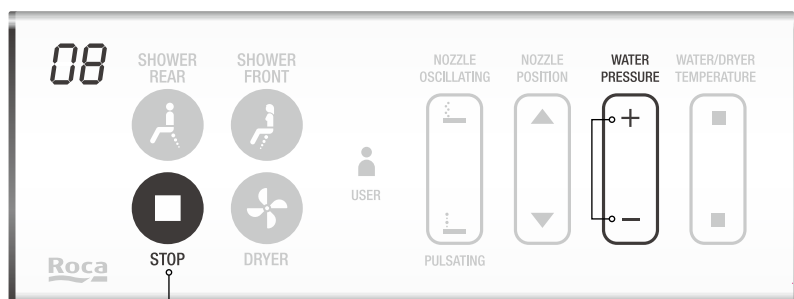 08
SHOWER
REAR
SHOWER
FRONT
NOZZLE
OSCILLATING
NOZZLE
POSITION
WATER
PRESSURE
WATER/DRYER
TEMPERATURE
+
−
USER
STOP
DRYER
PULSATING
Roca